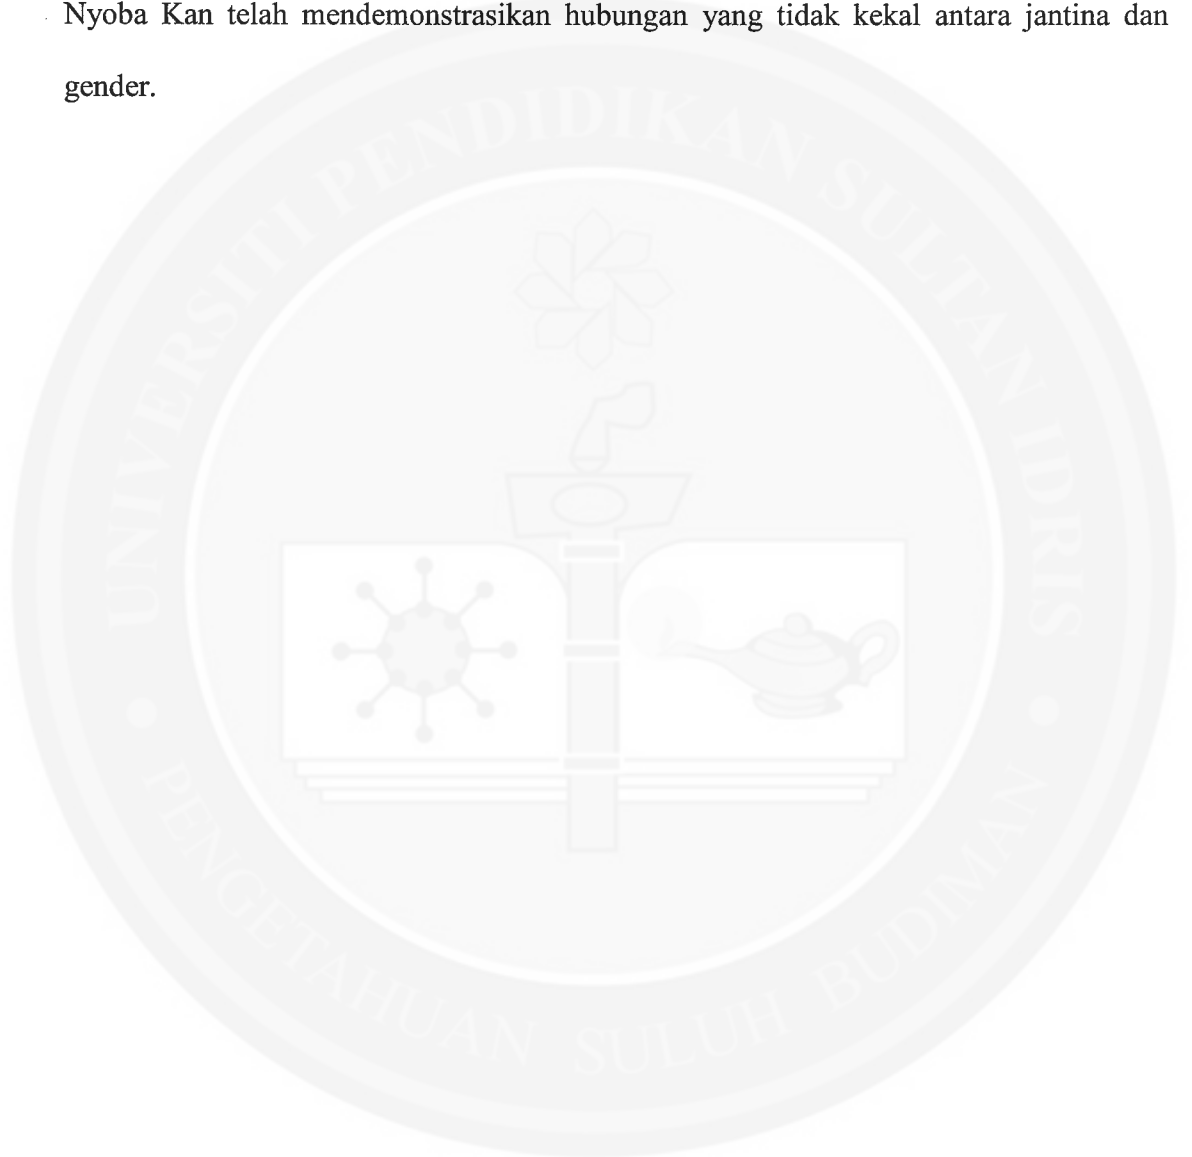 Nyoba Kan telah mendemonstrasikan hubungan yang tidak kekal antara jantina dan
gender.
UNIVERSITI PENDIDIKAN SULTAN IDRIS
PENGETAHUAN SULUH BUDIMAN